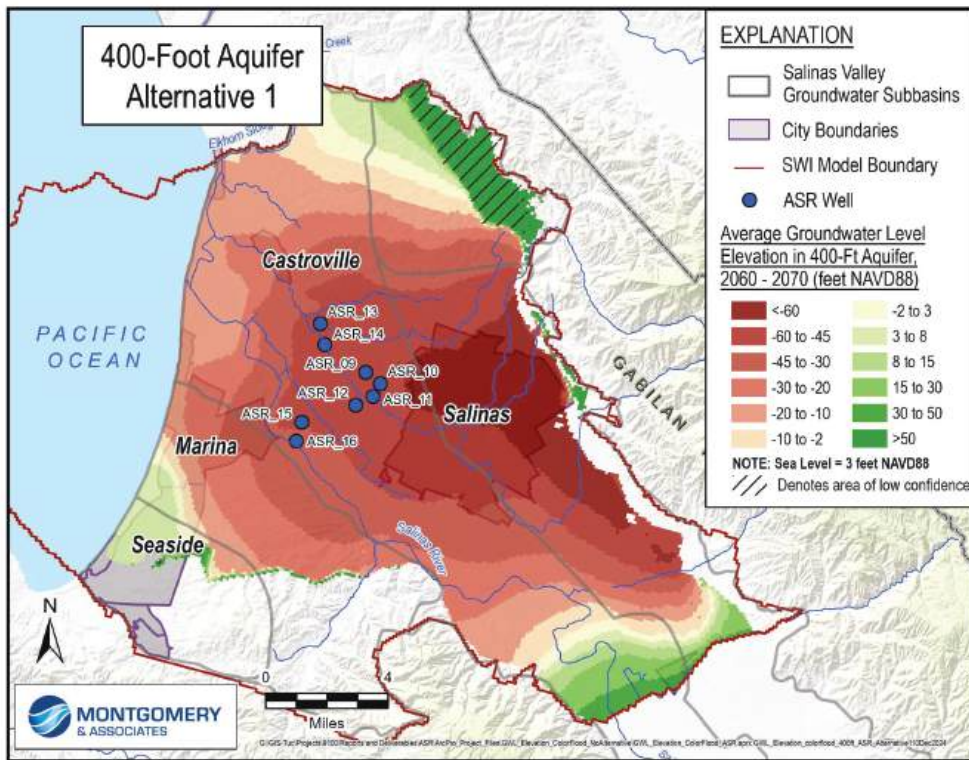 400-Foot Aquifer
Alternative 1
Creek
Elkhorn Slough
Castroville
PACIFIC
OCEAN
ASR_13
ASR_14
ASR_09
ASR_10
ASR_12
ASR_11
ASR_15
ASR_16
Salinas
Marina
GABILAN
Seaside
Salinas River
N
0
4
Miles
MONTGOMERY
& ASSOCIATES
EXPLANATION
Salinas Valley
Groundwater Subbasins
City Boundaries
SWI Model Boundary
ASR Well
Average Groundwater Level
Elevation in 400-Ft Aquifer,
2060 - 2070 (feet NAVD88)
<-60
-60 to -45
-45 to -30
-30 to -20
-20 to -10
-10 to -2
-2 to 3
3 to 8
8 to 15
15 to 30
30 to 50
>50
NOTE: Sea Level = 3 feet NAVD88
Denotes area of low confidence